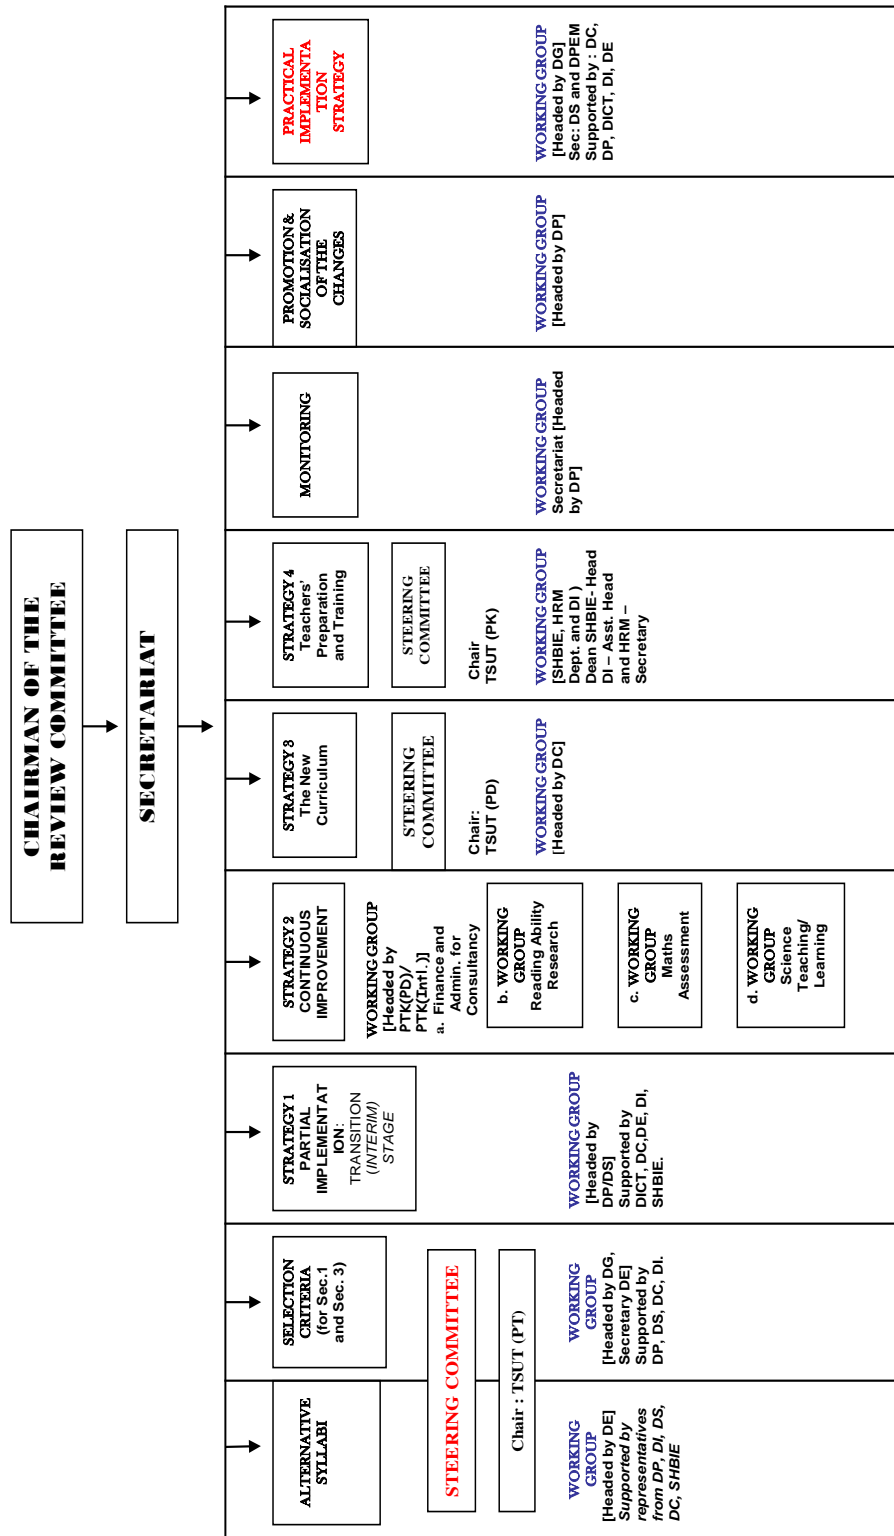 CHAIRMAN OF THE
REVIEW COMMITTEE
SECRETARIAT
ALTERNATIVE
SYLLABI
SELECTION
CRITERIA
(for Sec.1
and Sec. 3)
STEERING COMMITTEE
Chair : TSUT (PT)
WORKING
GROUP
[Headed by DE]
Supported by
representatives
from DP, DI, DS,
DC, SHBIE
WORKING
GROUP
[Headed by DG,
Secretary DE]
Supported by
DP, DS, DC, DI.
STRATEGY 1
PARTIAL
IMPLEMENTAT
ION:
TRANSITION
(INTERIM)
STAGE
WORKING GROUP
[Headed by
DP/DS]
Supported by
DICT, DC,DE, DI,
SHBIE.
STRATEGY 2
CONTINUOUS
IMPROVEMENT
WORKING GROUP
[Headed by
PTK(PD)/
PTK(Intl.)]
a. Finance and
Admin. for
Consultancy
b. WORKING
GROUP
Reading Ability
Research
c. WORKING
GROUP
Maths
Assessment
d. WORKING
GROUP
Science
Teaching/
Learning
STRATEGY 3
The New
Curriculum
STEERING
COMMITTEE
Chair:
TSUT (PD)
WORKING GROUP
[Headed by DC]
STRATEGY 4
Teachers'
Preparation
and Training
STEERING
COMMITTEE
Chair
TSUT (PK)
WORKING GROUP
[SHBIE, HRM
Dept. and DI )
Dean SHBIE- Head
DI – Asst. Head
and HRM –
Secretary
MONITORING
WORKING GROUP
Secretariat [Headed
by DP]
PROMOTION &
SOCIALISATION
OF THE
CHANGES
WORKING GROUP
[Headed by DP]
PRACTICAL
IMPLEMENTA
TION
STRATEGY
WORKING GROUP
[Headed by DG]
Sec: DS and DPEM
Supported by : DC,
DP, DICT, DI, DE